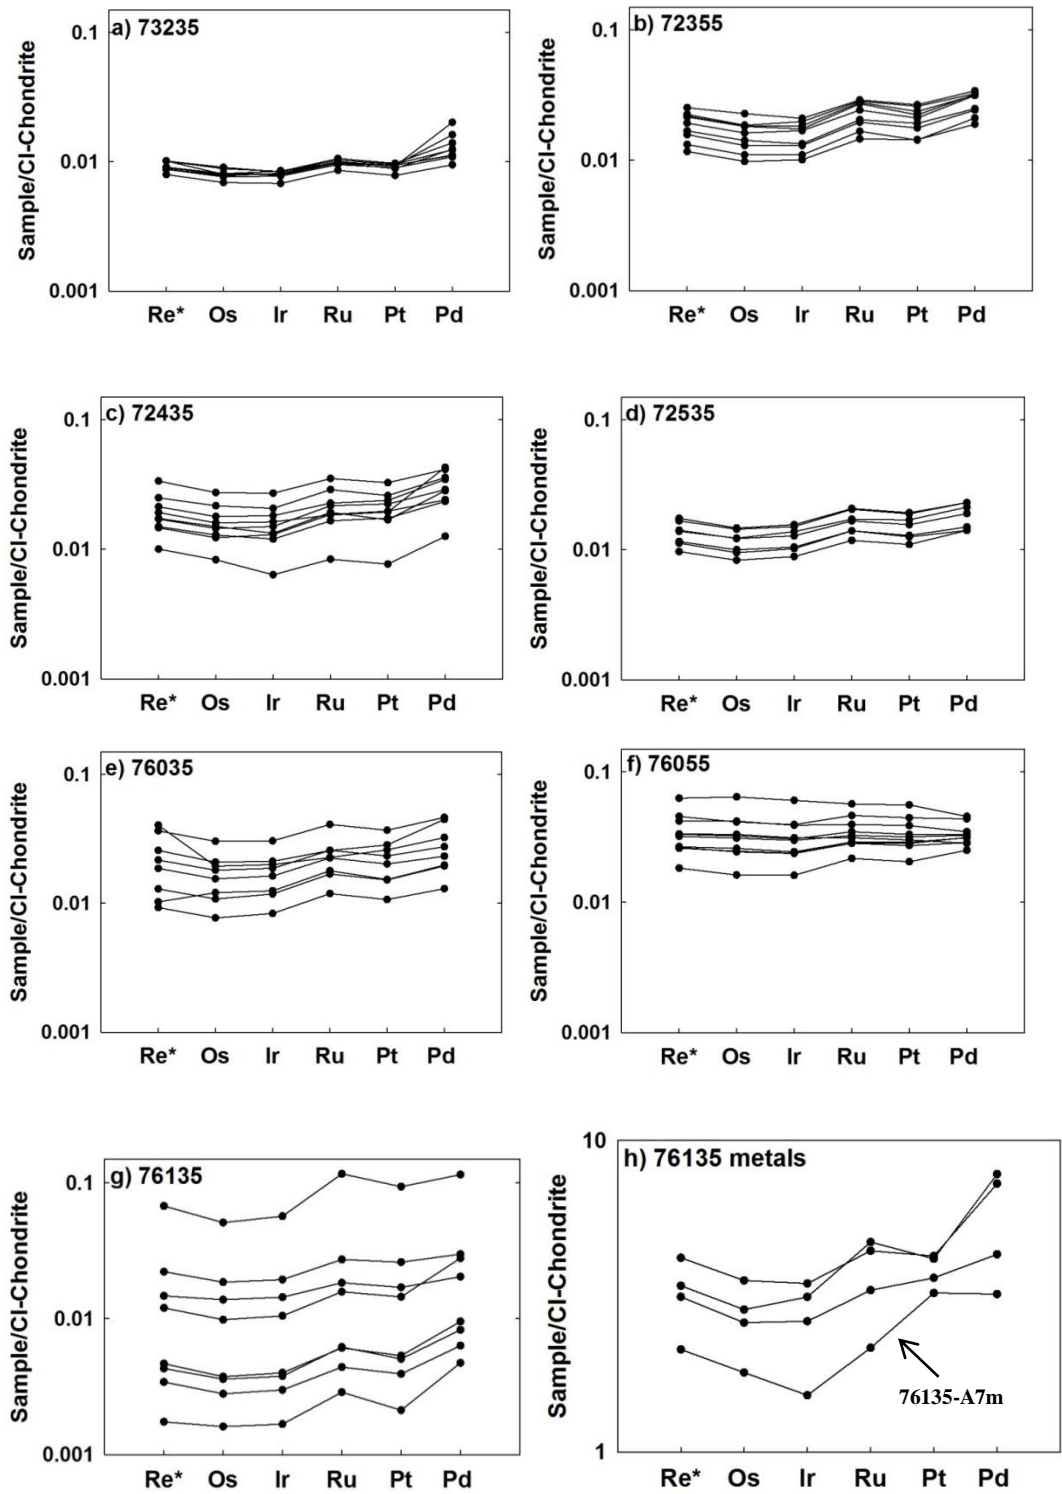 a) 73235
Sample/CI-Chondrite
0.1
0.01
0.001
Re* Os Ir Ru Pt Pd
b) 72355
Sample/CI-Chondrite
0.1
0.01
0.001
Re* Os Ir Ru Pt Pd
c) 72435
Sample/CI-Chondrite
0.1
0.01
0.001
Re* Os Ir Ru Pt Pd
d) 72535
Sample/CI-Chondrite
0.1
0.01
0.001
Re* Os Ir Ru Pt Pd
e) 76035
Sample/CI-Chondrite
0.1
0.01
0.001
Re* Os Ir Ru Pt Pd
f) 76055
Sample/CI-Chondrite
0.1
0.01
0.001
Re* Os Ir Ru Pt Pd
g) 76135
Sample/CI-Chondrite
0.1
0.01
0.001
Re* Os Ir Ru Pt Pd
h) 76135 metals
Sample/CI-Chondrite
10
1
76135-A7m
Re* Os Ir Ru Pt Pd